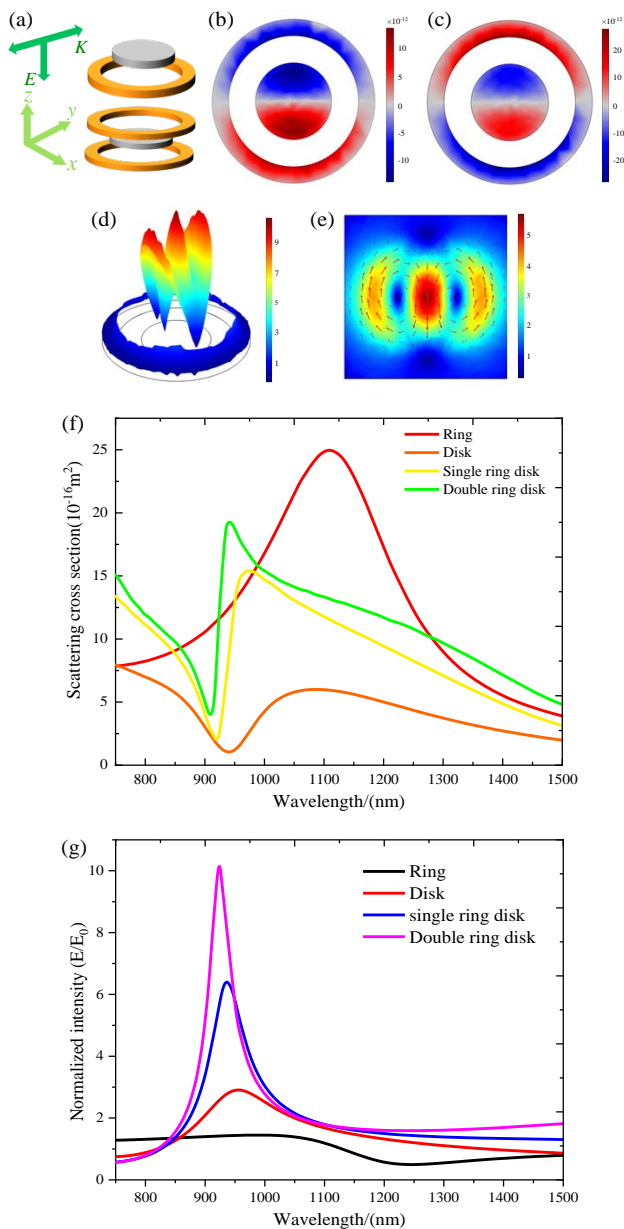 (a)
K
E
z
y
x
(b)
×10⁻¹²
10
5
0
-5
-10
(c)
×10⁻¹²
20
10
0
-10
-20
(d)
9
7
5
3
1
(e)
5
4
3
2
1
(f)
Ring
Disk
Single ring disk
Double ring disk
Scattering cross section(10⁻¹⁶m²)
25
20
15
10
5
0
800 900 1000 1100 1200 1300 1400 1500
Wavelength/(nm)
(g)
Ring
Disk
single ring disk
Double ring disk
Normalized intensity (E/E₀)
10
8
6
4
2
0
800 900 1000 1100 1200 1300 1400 1500
Wavelength/(nm)